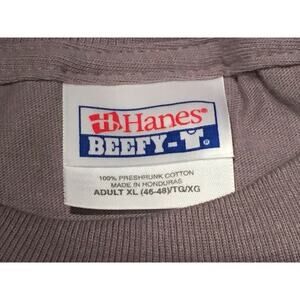 Hanes®
BEEFY-T®
100% PRESHRUNK COTTON
MADE IN HONDURAS
ADULT XL (46-48)/TG/XG